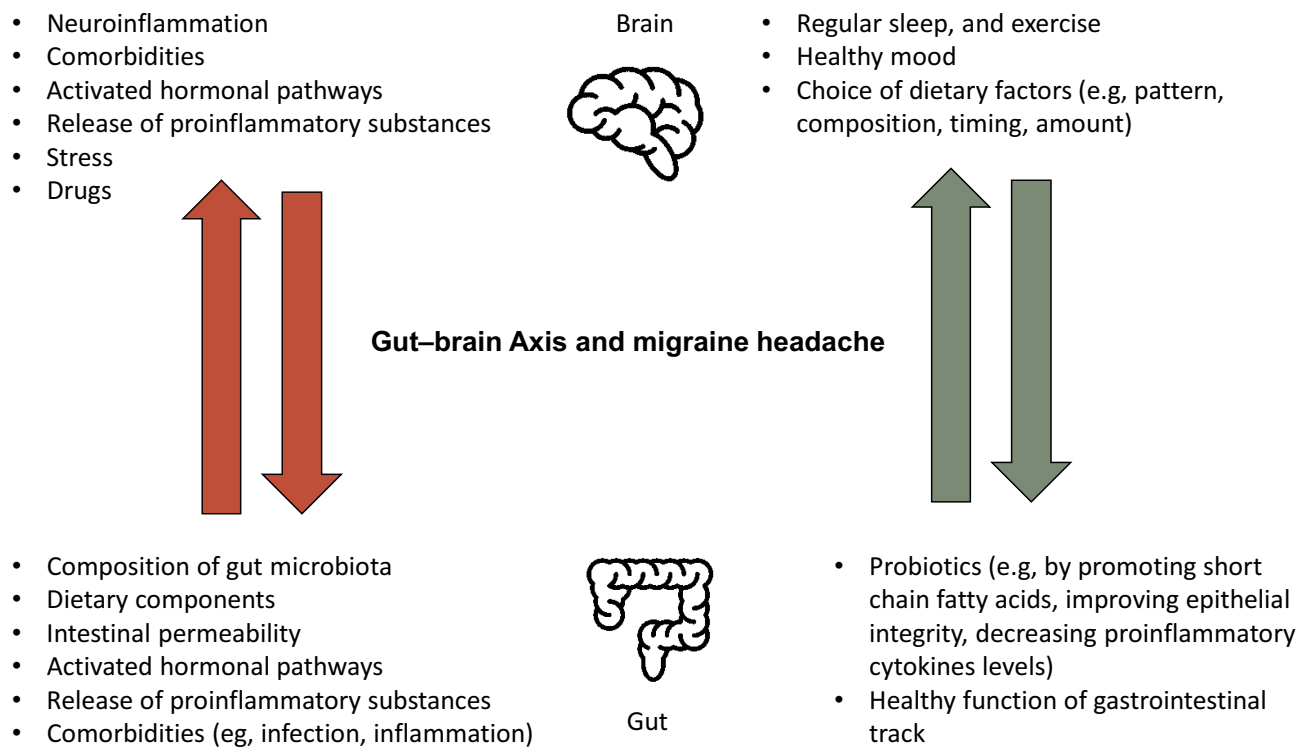 • Neuroinflammation
• Comorbidities
• Activated hormonal pathways
• Release of proinflammatory substances
• Stress
• Drugs
Brain
• Regular sleep, and exercise
• Healthy mood
• Choice of dietary factors (e.g, pattern,
composition, timing, amount)
Gut–brain Axis and migraine headache
• Composition of gut microbiota
• Dietary components
• Intestinal permeability
• Activated hormonal pathways
• Release of proinflammatory substances
• Comorbidities (eg, infection, inflammation)
Gut
• Probiotics (e.g, by promoting short
chain fatty acids, improving epithelial
integrity, decreasing proinflammatory
cytokines levels)
• Healthy function of gastrointestinal
track